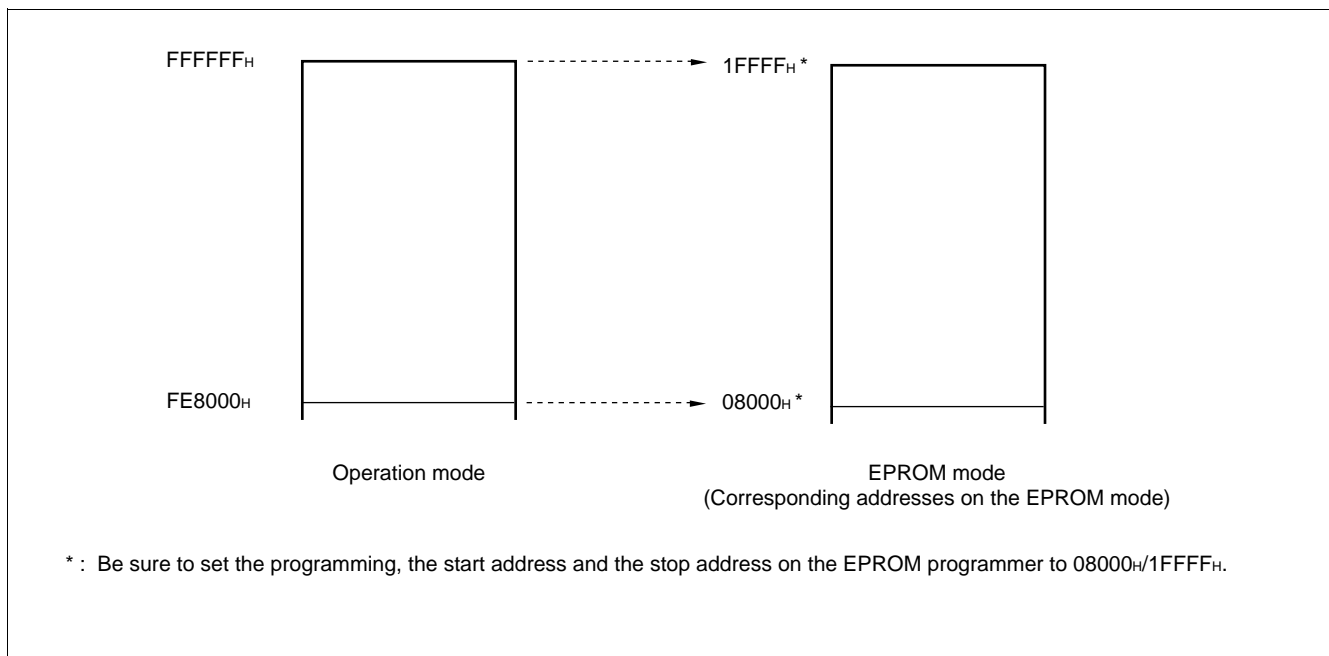 FFFFFFH
1FFFFH *
FE8000H
08000H *
Operation mode
EPROM mode
(Corresponding addresses on the EPROM mode)
* : Be sure to set the programming, the start address and the stop address on the EPROM programmer to 08000H/1FFFFH.